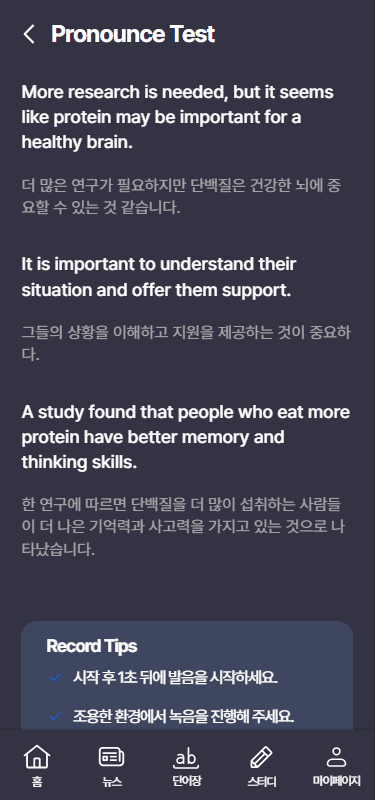 Pronounce Test
More research is needed, but it seems
like protein may be important for a
healthy brain.
더 많은 연구가 필요하지만 단백질은 건강한 뇌에 중
요할 수 있는 것 같습니다.
It is important to understand their
situation and offer them support.
그들의 상황을 이해하고 지원을 제공하는 것이 중요하
다.
A study found that people who eat more
protein have better memory and
thinking skills.
한 연구에 따르면 단백질을 더 많이 섭취하는 사람들
이 더 나은 기억력과 사고력을 가지고 있는 것으로 나
타났습니다.
Record Tips
시작 후 1초 뒤에 발음을 시작하세요.
조용한 환경에서 녹음을 진행해 주세요.
ab
홈 뉴스 단어장 스터디 마이페이지